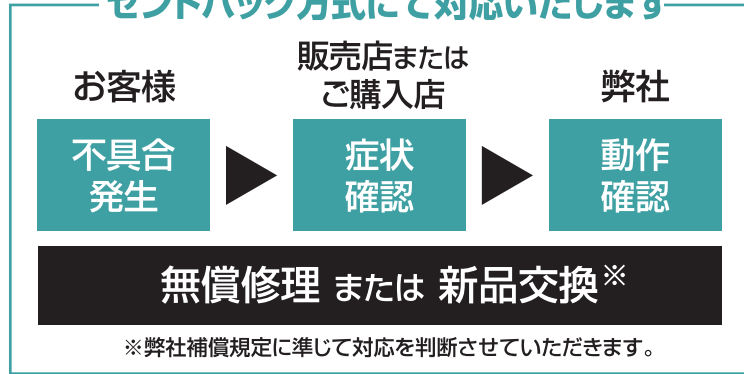 センドバック方式にて対応いたします
お客様
販売店または
ご購入店
弊社
不具合
発生
症状
確認
動作
確認
無償修理 または 新品交換※
※弊社補償規定に準じて対応を判断させていただきます。